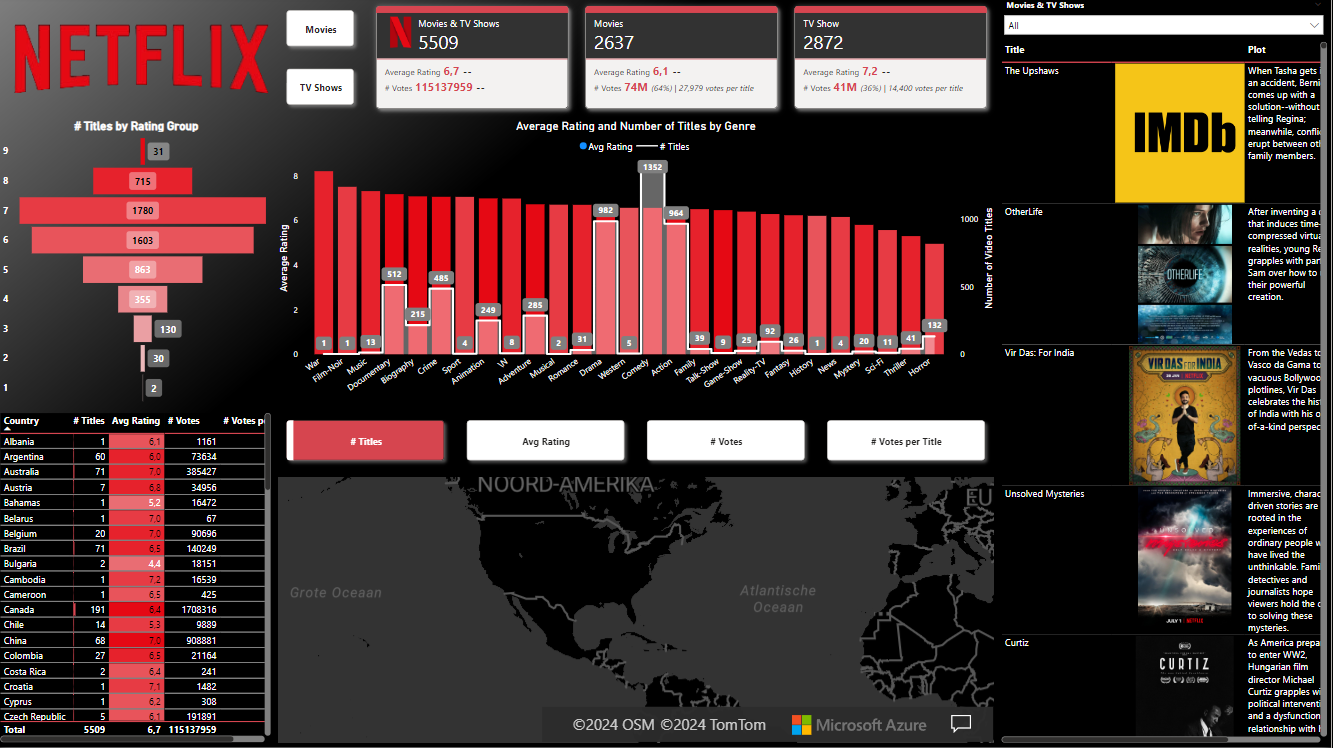 NETFLIX
Movies
TV Shows
Movies & TV Shows
5509
Average Rating 6,7 --
# Votes 115137959 --
Movies
2637
Average Rating 6,1 --
# Votes 74M (64%) | 27,979 votes per title
TV Show
2872
Average Rating 7,2 --
# Votes 41M (36%) | 14,400 votes per title
# Titles by Rating Group
9 31
8 715
7 1780
6 1603
5 863
4 355
3 130
2 30
1 2
Average Rating and Number of Titles by Genre
Avg Rating # Titles
Average Rating
8
6
4
2
0
Number of Video Titles
1000
500
0
1 1 13 512 215 485 4 249 8 285 2 31 982 5 1352 964 39 9 25 92 26 1 4 20 11 41 132
War Film-Noir Music Documentary Biography Crime Sport Animation \N Adventure Musical Romance Drama Western Comedy Action Family Talk-Show Game-Show Reality-TV Fantasy History News Mystery Sci-Fi Thriller Horror
Country # Titles Avg Rating # Votes # Votes p
Albania 1 6,1 1161
Argentina 60 6,0 73634
Australia 71 7,0 385427
Austria 7 6,8 34956
Bahamas 1 5,2 16472
Belarus 1 7,0 67
Belgium 20 7,0 90696
Brazil 71 6,5 140249
Bulgaria 2 4,4 18151
Cambodia 1 7,2 16539
Cameroon 1 6,5 425
Canada 191 6,4 1708316
Chile 14 5,3 9889
China 68 7,0 908881
Colombia 27 6,5 21164
Costa Rica 2 6,4 241
Croatia 1 7,1 1482
Cyprus 1 6,2 308
Czech Republic 5 6,1 191891
Total 5509 6,7 115137959
# Titles
Avg Rating
# Votes
# Votes per Title
NOORD-AMERIKA
EU
Grote Oceaan
Atlantische
Oceaan
©2024 OSM ©2024 TomTom
Microsoft Azure
Movies & TV Shows
All
Title Plot
The Upshaws
IMDb
When Tasha gets
an accident, Berni
comes up with a
solution--without
telling Regina;
meanwhile, confli
erupt between ot
family members.
OtherLife
OTHERLIFE
After inventing a
that induces time-
compressed virtua
realities, young Re
grapples with par
Sam over how to
their powerful
creation.
Vir Das: For India
VIR DAS FOR INDIA
From the Vedas to
Vasco da Gama to
vacuous Bollywoo
plotlines, Vir Das
celebrates the his
of India with his o
of-a-kind perspec
Unsolved Mysteries
UNSOLVED
JULY 1 NETFLIX
Immersive, charac
driven stories are
rooted in the
experiences of
ordinary people w
have lived the
unthinkable. Fami
detectives and
journalists hope
viewers hold the
to solving these
mysteries.
Curtiz
CURTIZ
As America prepa
to enter WW2,
Hungarian film
director Michael
Curtiz grapples wi
political interventi
and a dysfunction
relationship with